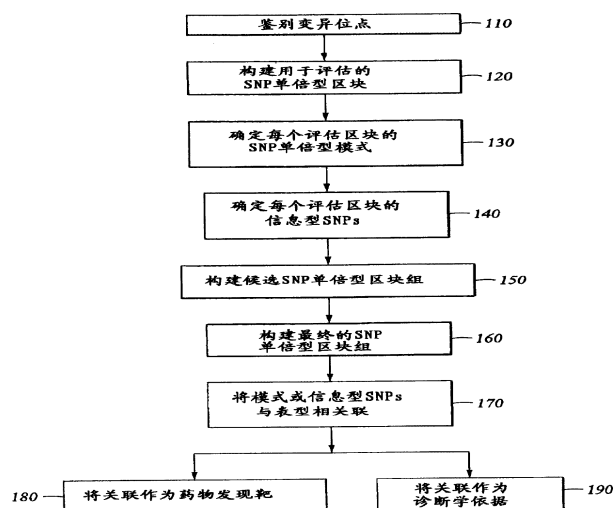 鉴别变异位点
110
构建用于评估的
SNP单倍型区块
120
确定每个评估区块的
SNP单倍型模式
130
确定每个评估区块的
信息型SNPs
140
构建候选SNP单倍型区块组
150
构建最终的SNP
单倍型区块组
160
将模式或信息型SNPs
与表型相关联
170
180
将关联作为药物发现靶
将关联作为
诊断学依据
190